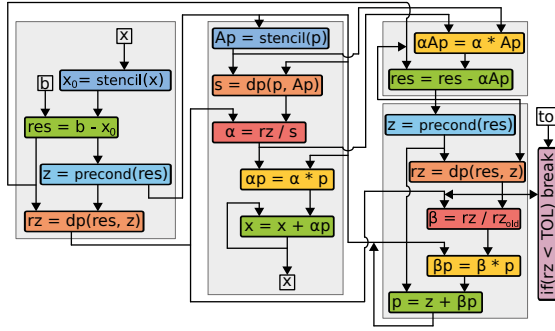 x
x₀= stencil(x)
b
res = b - x₀
z = precond(res)
rz = dp(res, z)
Ap = stencil(p)
s = dp(p, Ap)
α = rz / s
αp = α * p
x = x + αp
x
αAp = α * Ap
res = res - αAp
z = precond(res)
rz = dp(res, z)
β = rz / rz_old
βp = β * p
p = z + βp
to
if(rz < TOL) break